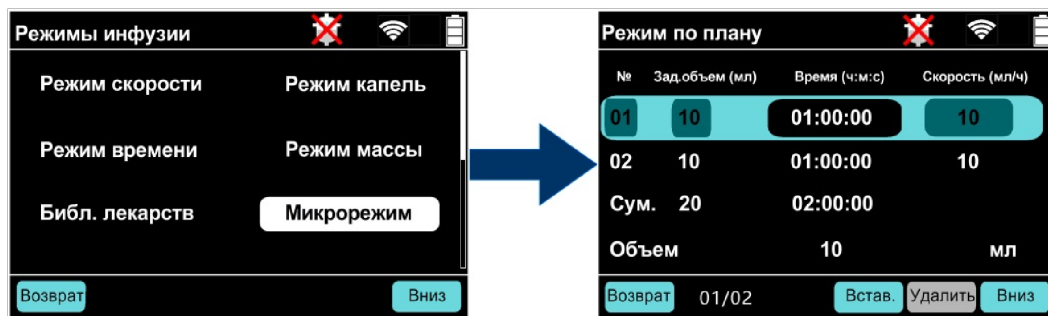 Режимы инфузии
Режим скорости Режим капель
Режим времени Режим массы
Библ. лекарств Микрорежим
Возврат Вниз
Режим по плану
№ Зад.объем (мл) Время (ч:м:с) Скорость (мл/ч)
01 10 01:00:00 10
02 10 01:00:00 10
Сум. 20 02:00:00
Объем 10 мл
Возврат 01/02 Встав. Удалить Вниз